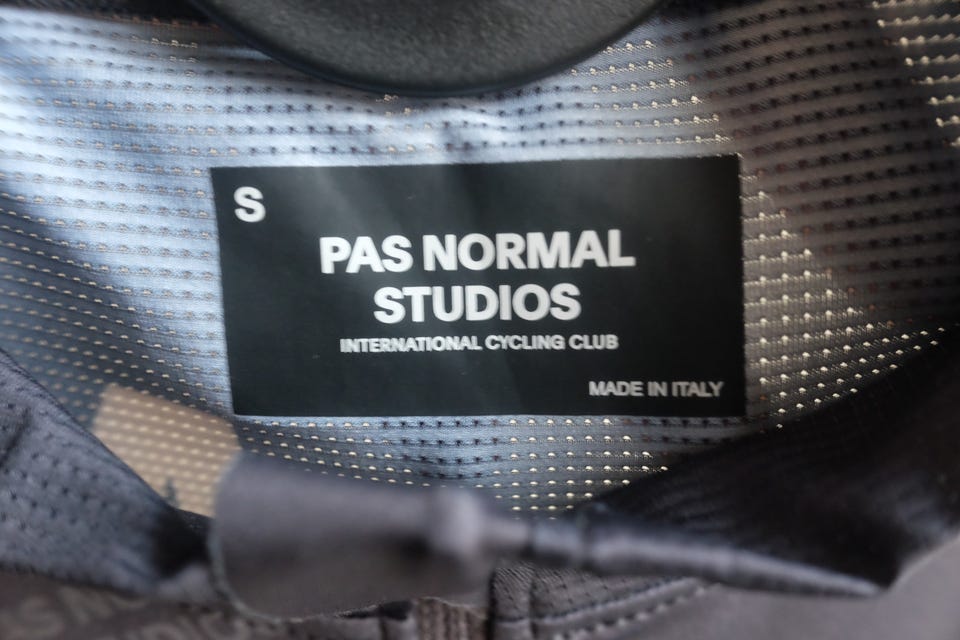 S
PAS NORMAL
STUDIOS
INTERNATIONAL CYCLING CLUB
MADE IN ITALY